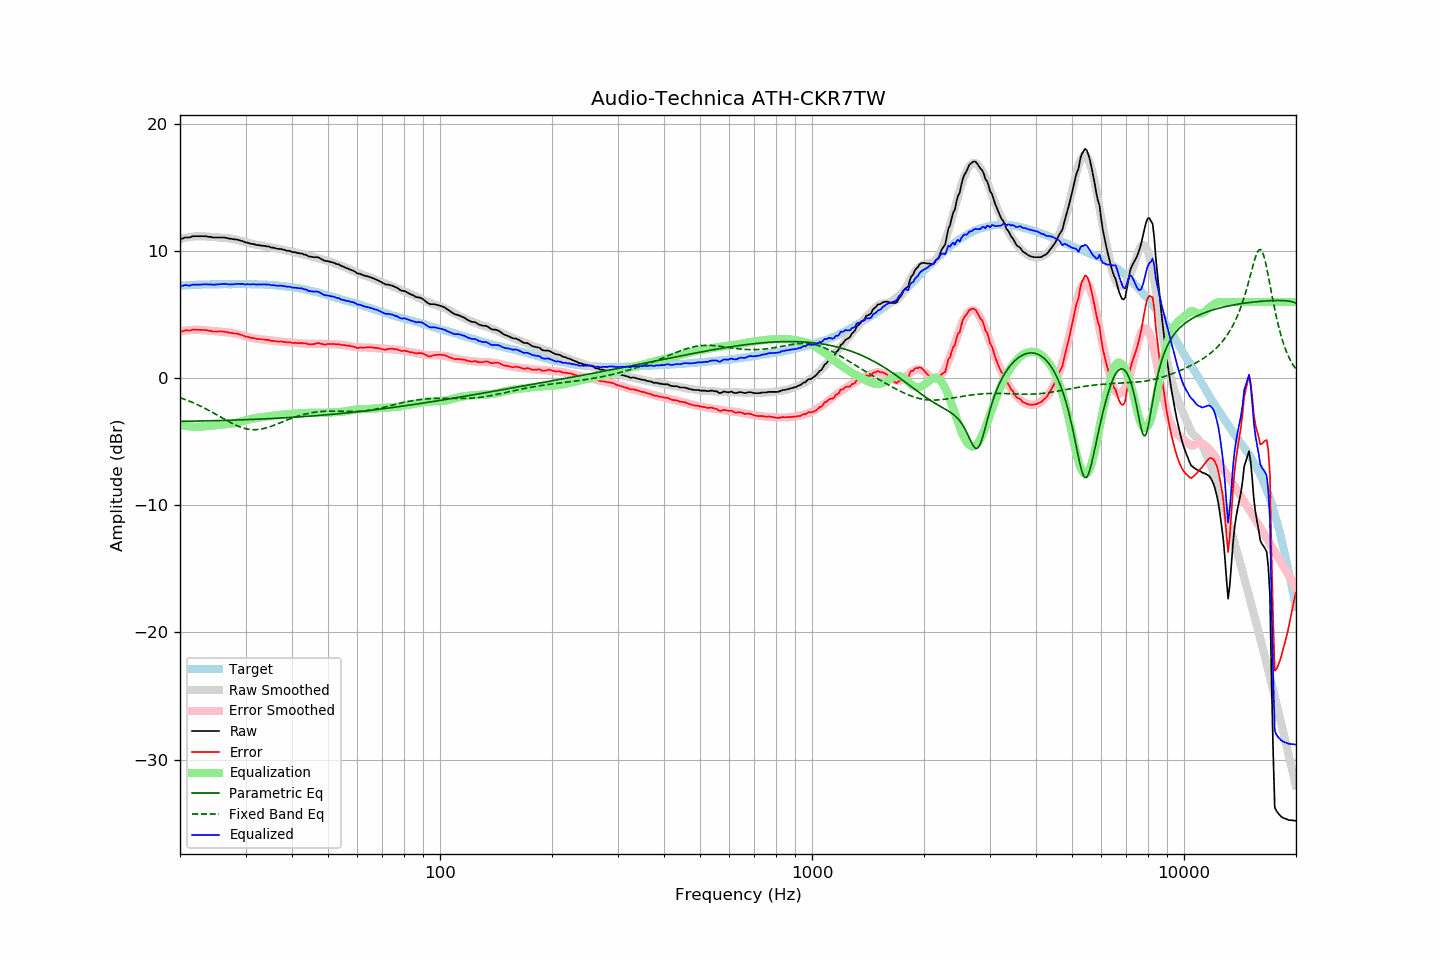 Audio-Technica ATH-CKR7TW
20
10
0
−10
−20
−30
Amplitude (dBr)
Target
Raw Smoothed
Error Smoothed
Raw
Error
Equalization
Parametric Eq
Fixed Band Eq
Equalized
100
1000
10000
Frequency (Hz)